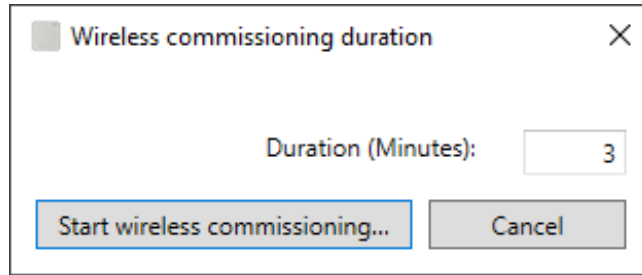 Wireless commissioning duration
Duration (Minutes): 3
Start wireless commissioning... Cancel